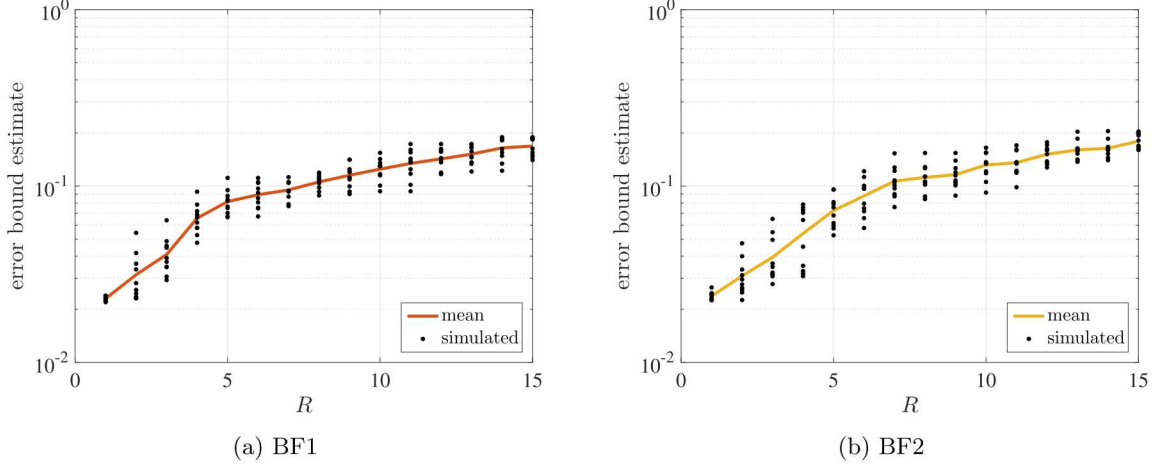 10^0
10^-1
10^-2
error bound estimate
mean
simulated
0 5 10 15
R
(a) BF1
10^0
10^-1
10^-2
error bound estimate
mean
simulated
0 5 10 15
R
(b) BF2